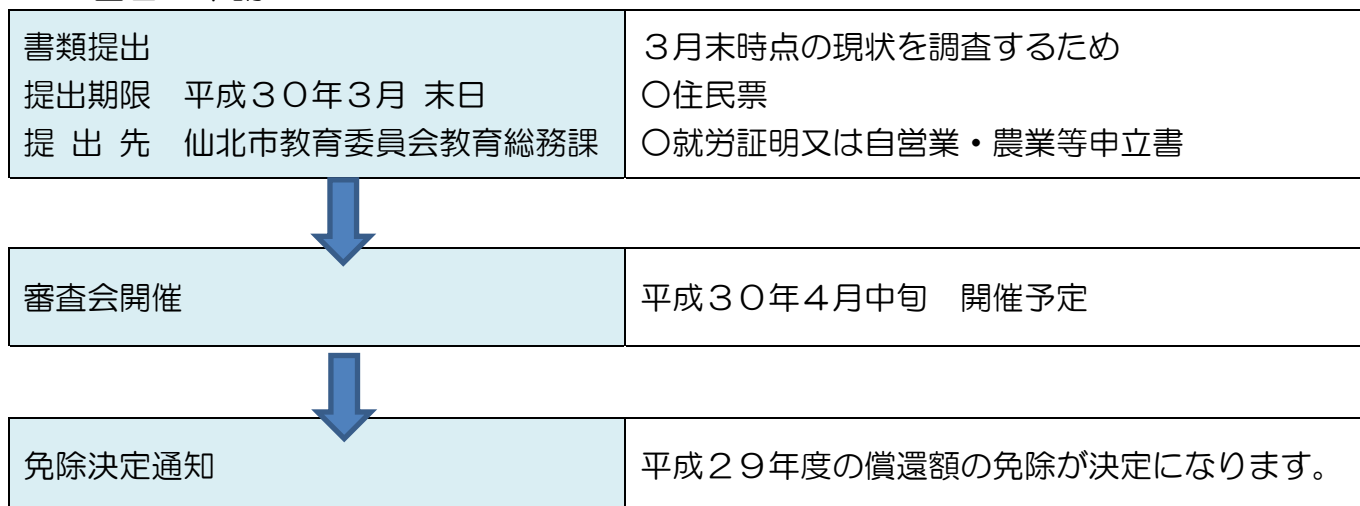 書類提出
提出期限　平成３０年３月 末日
提 出 先　仙北市教育委員会教育総務課
３月末時点の現状を調査するため
○住民票
○就労証明又は自営業・農業等申立書
審査会開催
平成３０年４月中旬　開催予定
免除決定通知
平成２９年度の償還額の免除が決定になります。